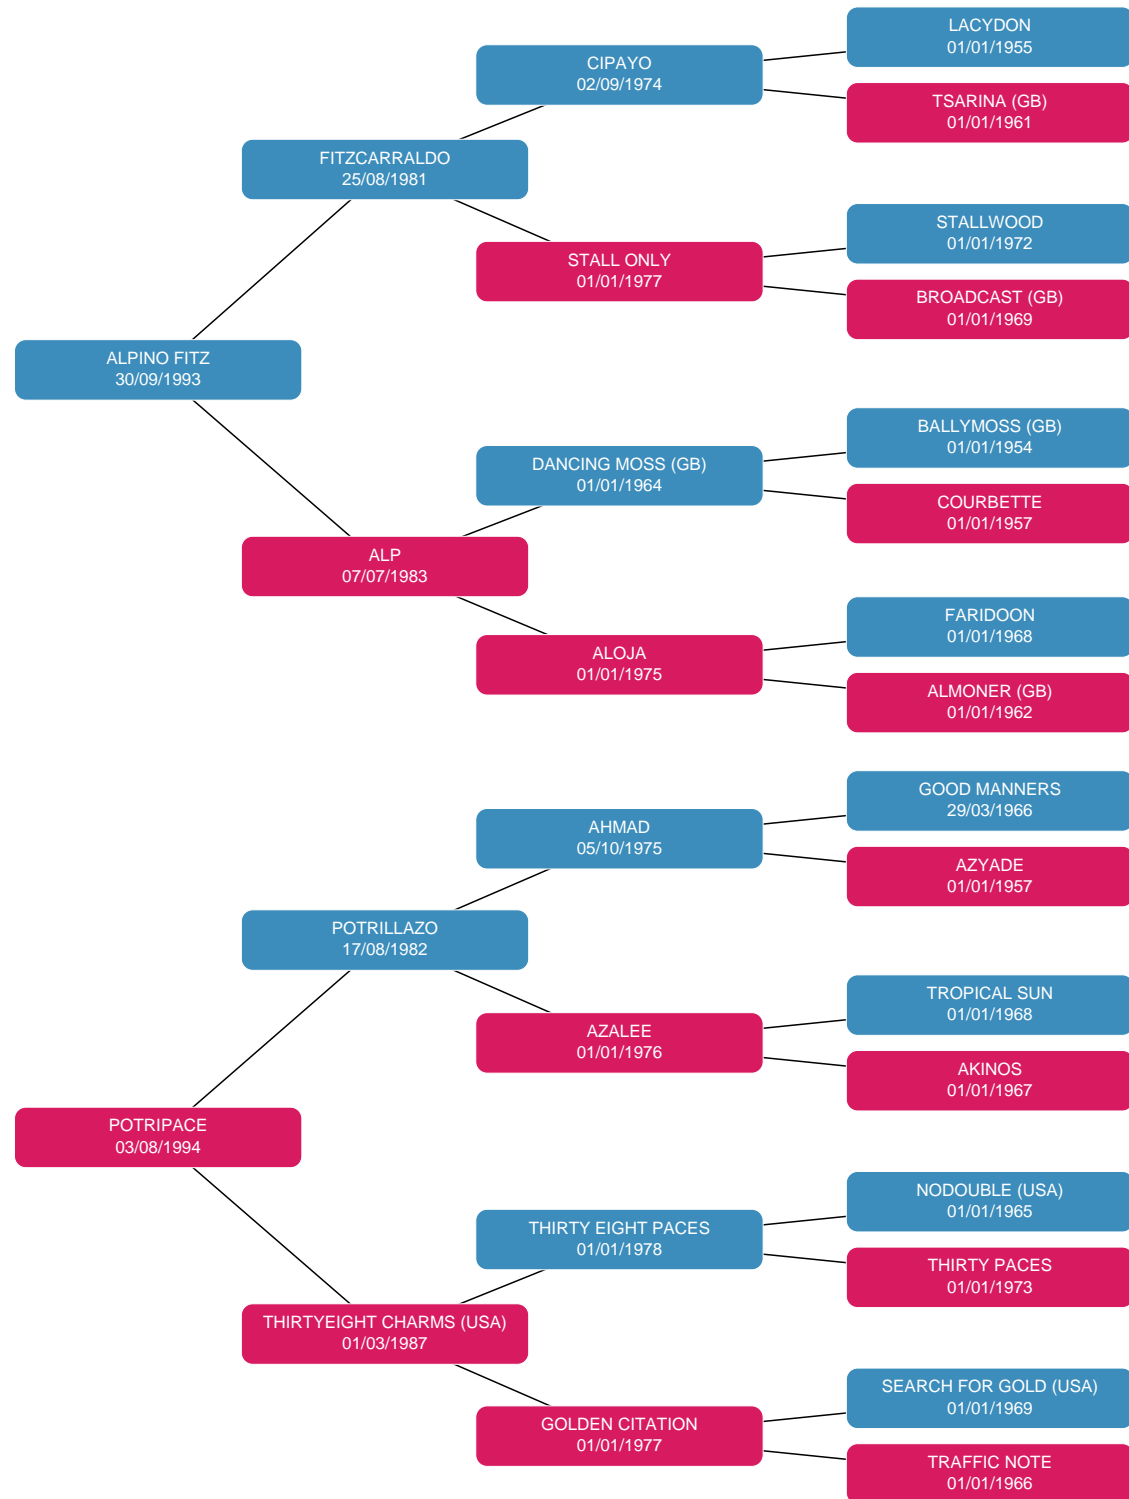 LACYDON
01/01/1955
CIPAYO
02/09/1974
TSARINA (GB)
01/01/1961
FITZCARRALDO
25/08/1981
STALLWOOD
01/01/1972
STALL ONLY
01/01/1977
BROADCAST (GB)
01/01/1969
ALPINO FITZ
30/09/1993
BALLYMOSS (GB)
01/01/1954
DANCING MOSS (GB)
01/01/1964
COURBETTE
01/01/1957
ALP
07/07/1983
FARIDOON
01/01/1968
ALOJA
01/01/1975
ALMONER (GB)
01/01/1962
GOOD MANNERS
29/03/1966
AHMAD
05/10/1975
AZYADE
01/01/1957
POTRILLAZO
17/08/1982
TROPICAL SUN
01/01/1968
AZALEE
01/01/1976
AKINOS
01/01/1967
POTRIPACE
03/08/1994
NODOUBLE (USA)
01/01/1965
THIRTY EIGHT PACES
01/01/1978
THIRTY PACES
01/01/1973
THIRTYEIGHT CHARMS (USA)
01/03/1987
SEARCH FOR GOLD (USA)
01/01/1969
GOLDEN CITATION
01/01/1977
TRAFFIC NOTE
01/01/1966